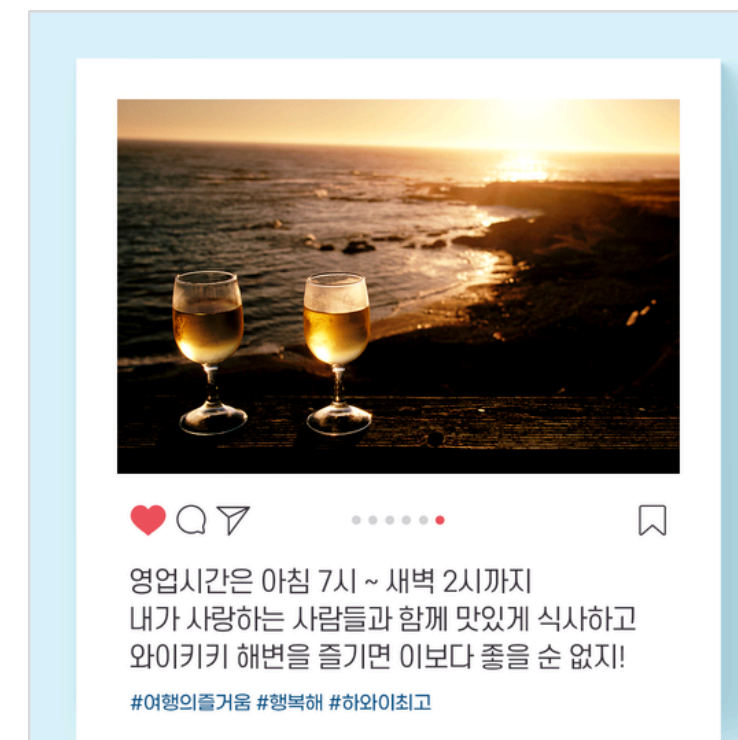 영업시간은 아침 7시 ~ 새벽 2시까지
내가 사랑하는 사람들과 함께 맛있게 식사하고
와이키키 해변을 즐기면 이보다 좋을 순 없지!
#여행의즐거움 #행복해 #하와이최고